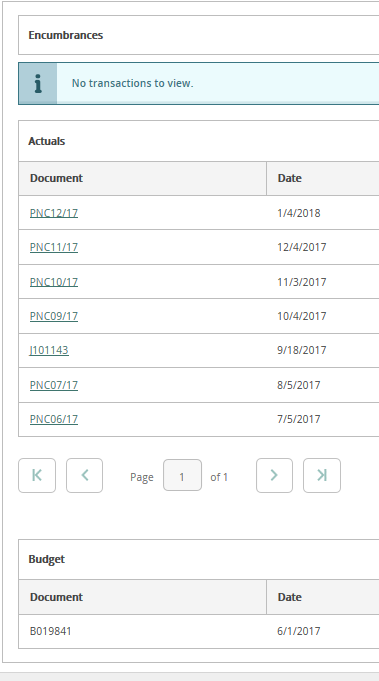 Encumbrances
No transactions to view.
Actuals
Document Date
PNC12/17 1/4/2018
PNC11/17 12/4/2017
PNC10/17 11/3/2017
PNC09/17 10/4/2017
J101143 9/18/2017
PNC07/17 8/5/2017
PNC06/17 7/5/2017
Page 1 of 1
Budget
Document Date
B019841 6/1/2017